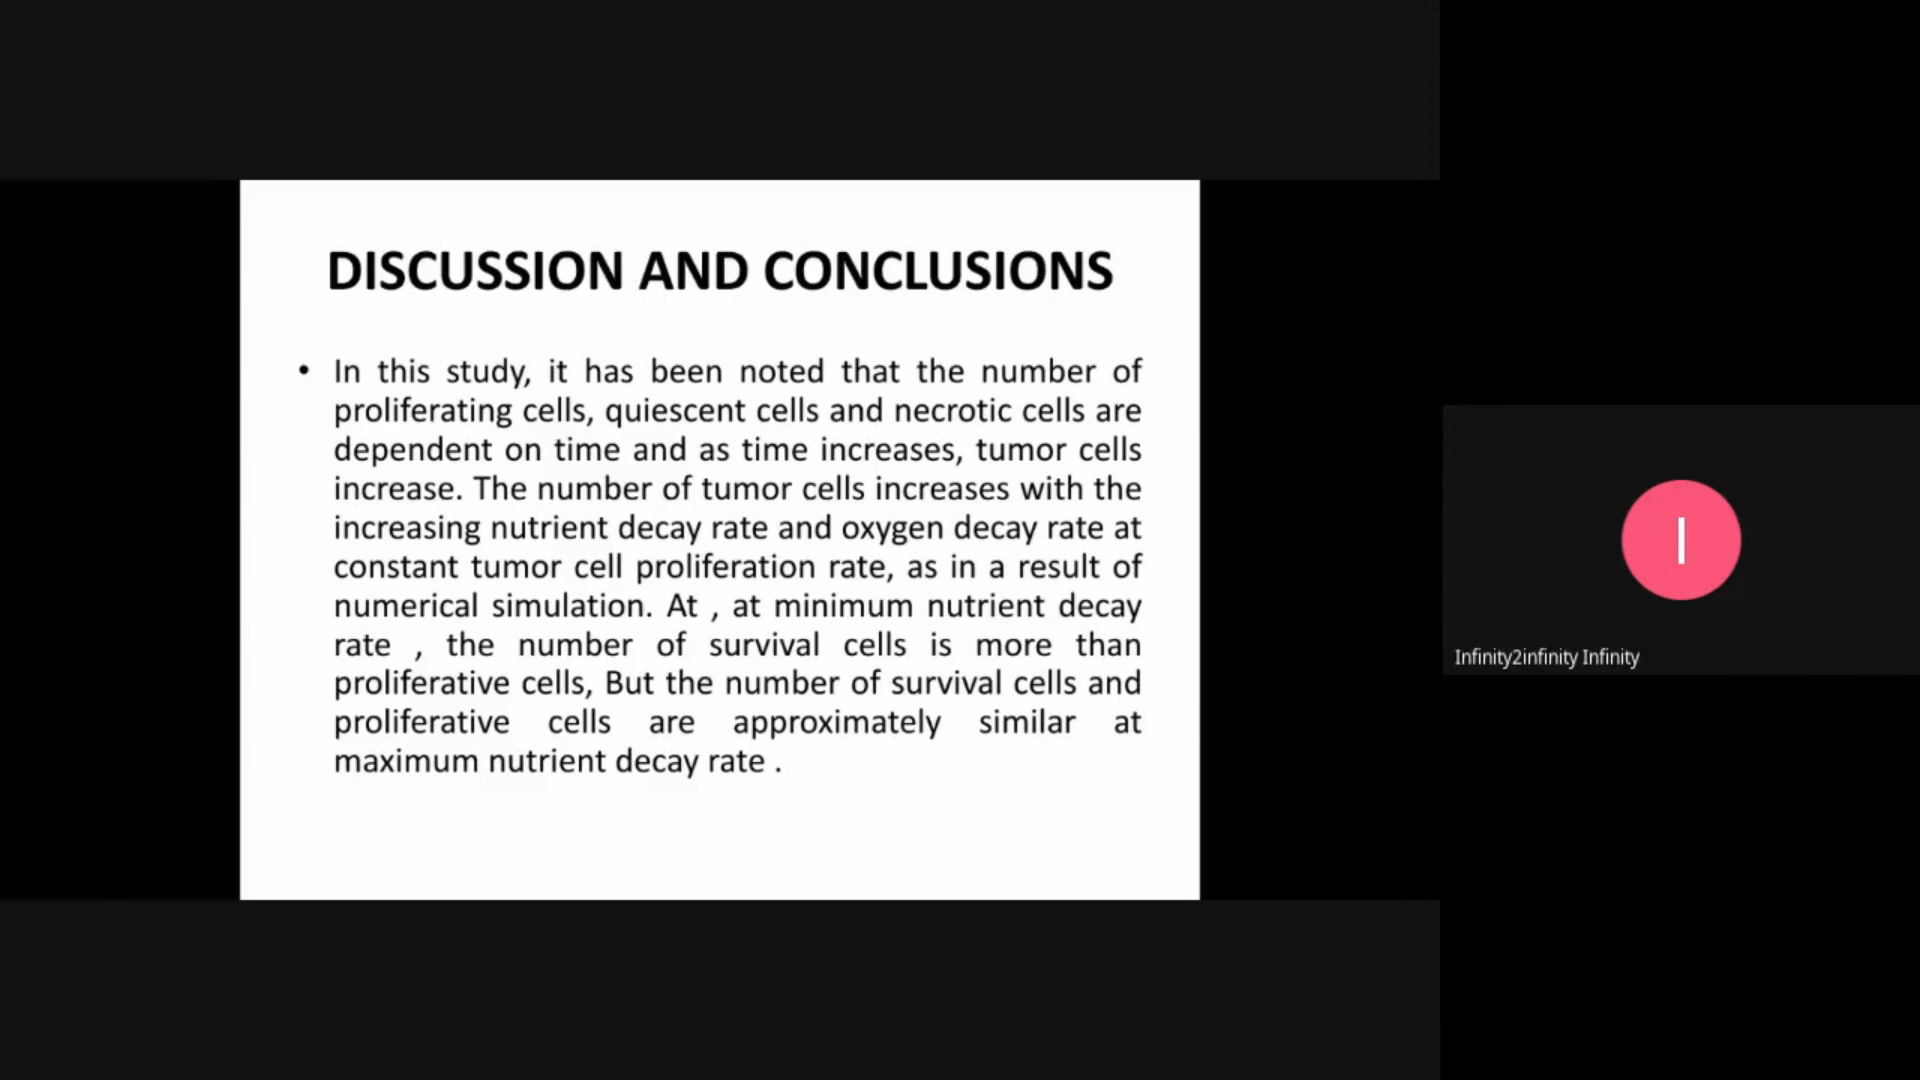 DISCUSSION AND CONCLUSIONS
• In this study, it has been noted that the number of
proliferating cells, quiescent cells and necrotic cells are
dependent on time and as time increases, tumor cells
increase. The number of tumor cells increases with the
increasing nutrient decay rate and oxygen decay rate at
constant tumor cell proliferation rate, as in a result of
numerical simulation. At , at minimum nutrient decay
rate , the number of survival cells is more than
proliferative cells, But the number of survival cells and
proliferative cells are approximately similar at
maximum nutrient decay rate .
I
Infinity2infinity Infinity